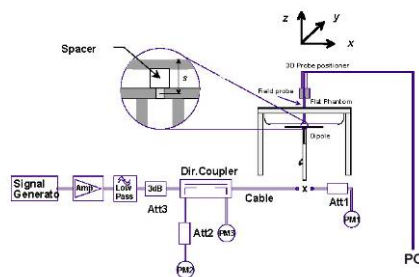 z
y
x
Spacer
s
3D Probe positioner
Field probe
Flat Phantom
Dipole
Dir.Coupler
Signal
Generato
Amp
Low
Pass
3dB
Att3
Cable
x
Att1
PM1
Att2
PM3
PM2
PC